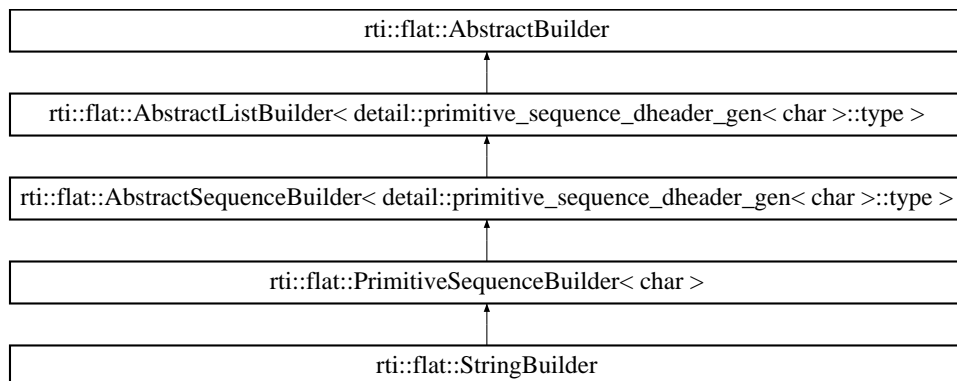 rti::flat::AbstractBuilder
rti::flat::AbstractListBuilder< detail::primitive_sequence_dheader_gen< char >::type >
rti::flat::AbstractSequenceBuilder< detail::primitive_sequence_dheader_gen< char >::type >
rti::flat::PrimitiveSequenceBuilder< char >
rti::flat::StringBuilder